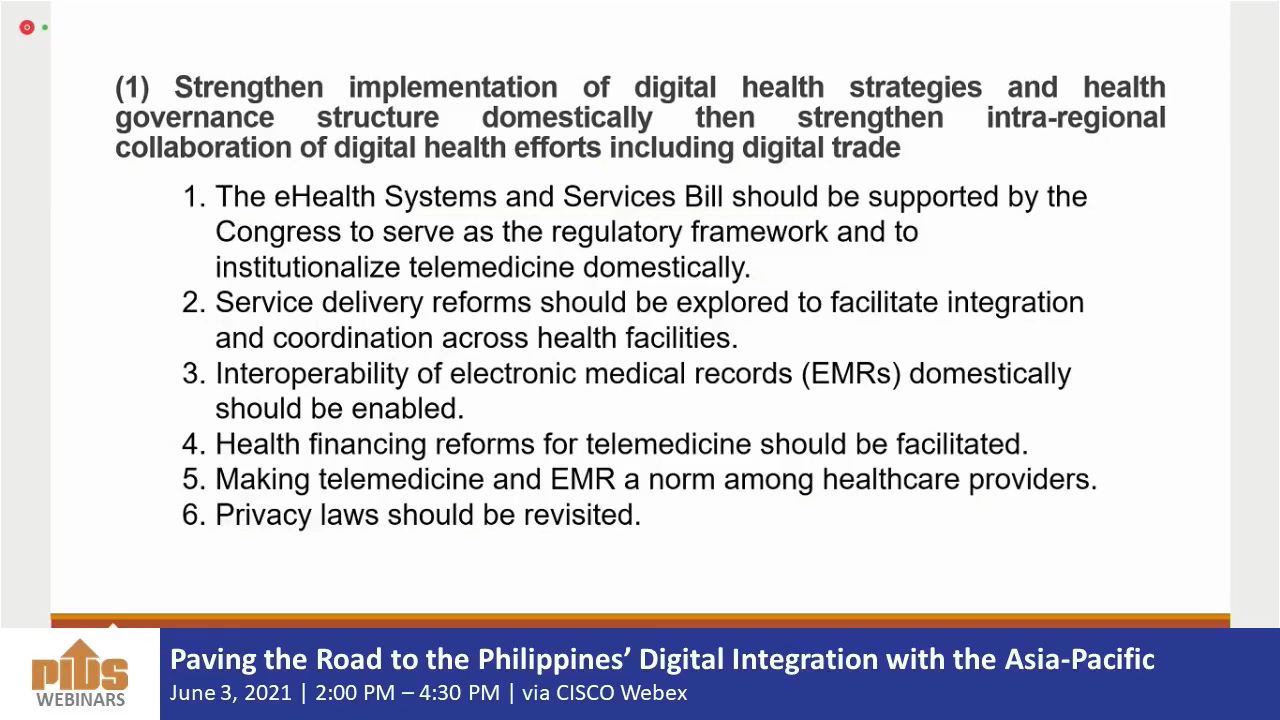 (1) Strengthen implementation of digital health strategies and health
governance structure domestically then strengthen intra-regional
collaboration of digital health efforts including digital trade
1. The eHealth Systems and Services Bill should be supported by the
Congress to serve as the regulatory framework and to
institutionalize telemedicine domestically.
2. Service delivery reforms should be explored to facilitate integration
and coordination across health facilities.
3. Interoperability of electronic medical records (EMRs) domestically
should be enabled.
4. Health financing reforms for telemedicine should be facilitated.
5. Making telemedicine and EMR a norm among healthcare providers.
6. Privacy laws should be revisited.
PIDS
WEBINARS
Paving the Road to the Philippines’ Digital Integration with the Asia-Pacific
June 3, 2021 | 2:00 PM – 4:30 PM | via CISCO Webex